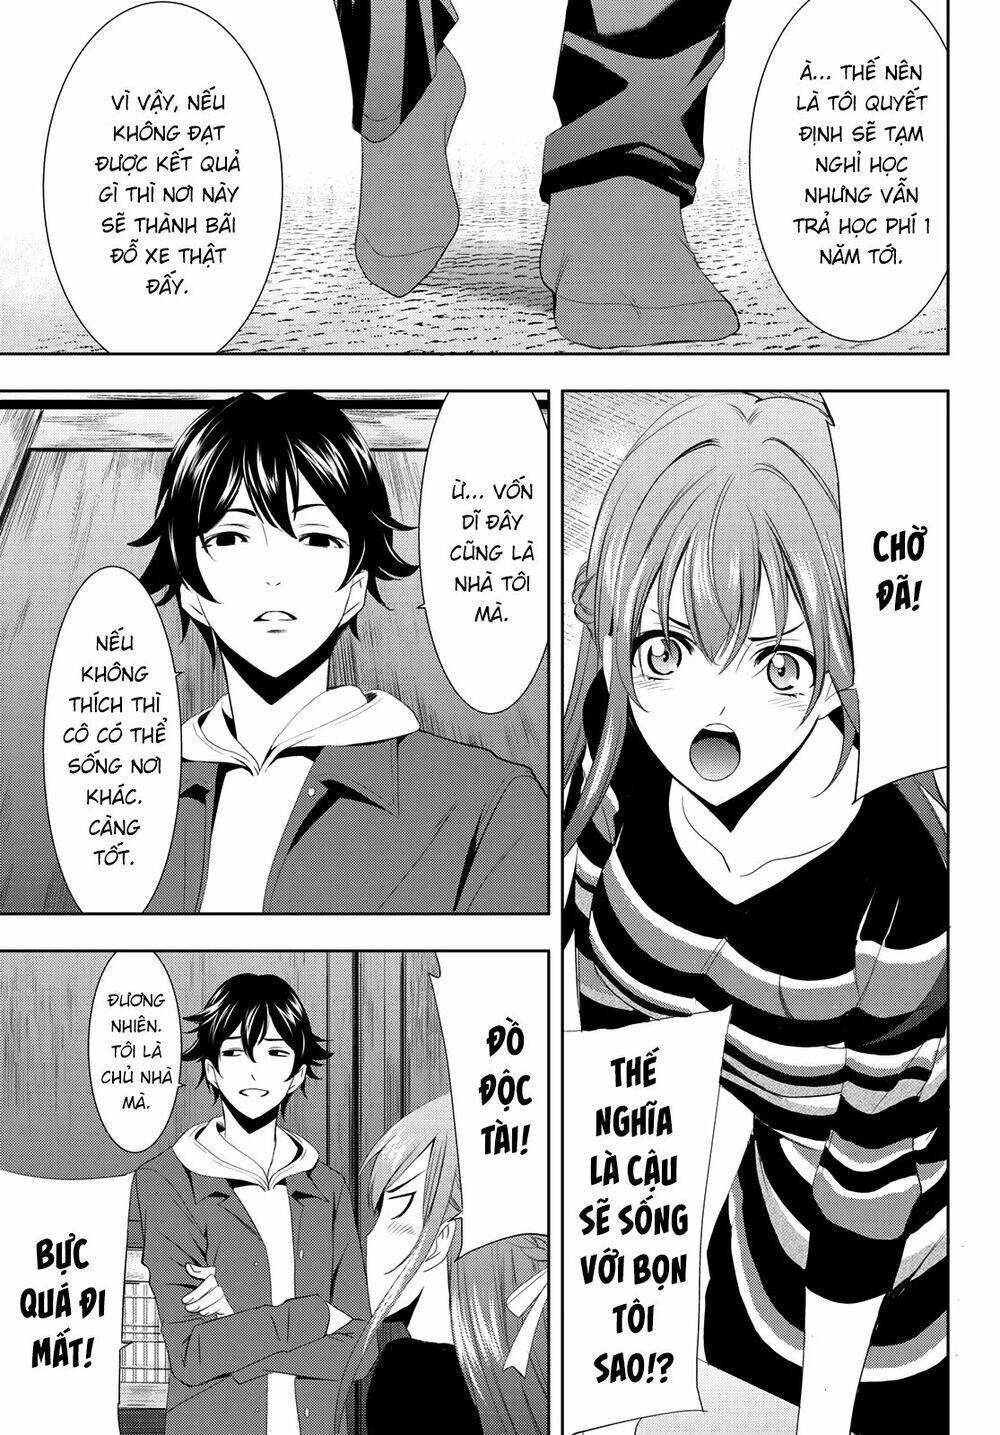 À... THẾ NÊN
LÀ TÔI QUYẾT
ĐỊNH SẼ TẠM
NGHỈ HỌC
NHƯNG VẪN
TRẢ HỌC PHÍ 1
NĂM TỚI.
VÌ VẬY, NẾU
KHÔNG ĐẠT
ĐƯỢC KẾT QUẢ
GÌ THÌ NƠI NÀY
SẼ THÀNH BÃI
ĐỖ XE THẬT
ĐẤY.
CHỜ
ĐÃ!
THẾ
NGHĨA
LÀ CẬU
SẼ SỐNG
VỚI BỌN
TÔI
SAO!?
Ừ... VỐN
DĨ ĐÂY
CŨNG LÀ
NHÀ TÔI
MÀ.
NẾU
KHÔNG
THÍCH THÌ
CÔ CÓ THỂ
SỐNG NƠI
KHÁC.
CÀNG
TỐT.
ĐỒ
ĐỘC
TÀI!
ĐƯƠNG
NHIÊN.
TÔI LÀ
CHỦ NHÀ
MÀ.
BỰC
QUÁ ĐI
MẤT!